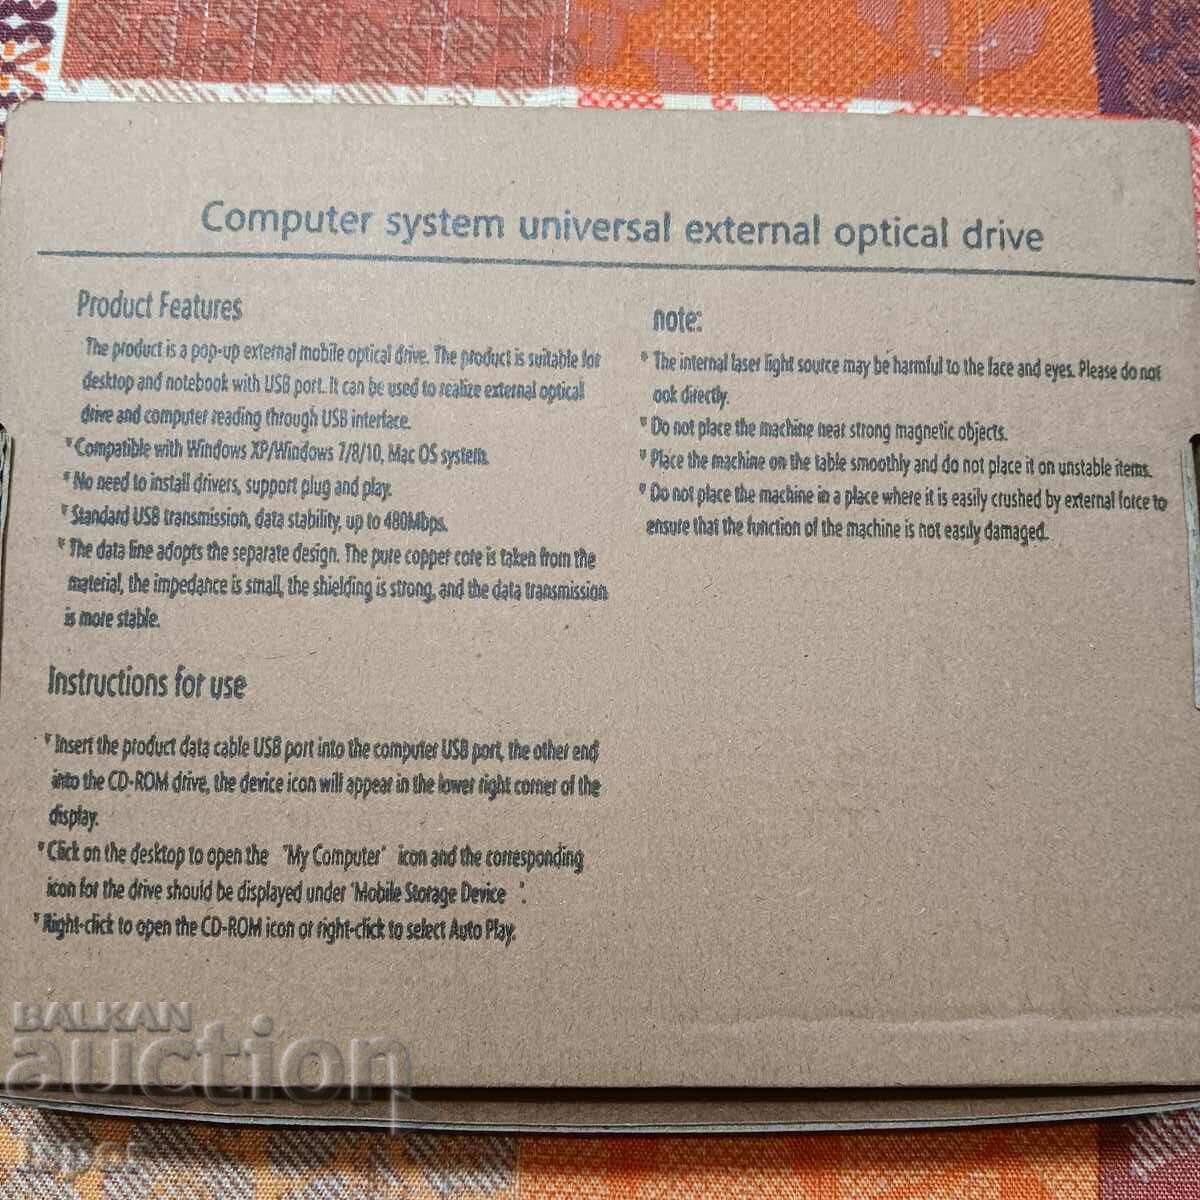 Computer system universal external optical drive
Product Features
The product is a pop-up external mobile optical drive. The product is suitable for
desktop and notebook with USB port. It can be used to realize external optical
drive and computer reading through USB interface.
*Compatible with Windows XP/Windows 7/8/10, Mac OS system.
*No need to install drivers, support plug and play.
*Standard USB transmission, data stability, up to 480Mbps.
*The data line adopts the separate design. The pure copper core is taken from the
material, the impedance is small, the shielding is strong, and the data transmission
is more stable.
Instructions for use
*Insert the product data cable USB port into the computer USB port, the other end
into the CD-ROM drive, the device icon will appear in the lower right corner of the
display.
*Click on the desktop to open the "My Computer" icon and the corresponding
icon for the drive should be displayed under "Mobile Storage Device".
*Right-click to open the CD-ROM icon or right-click to select Auto Play.
note:
*The internal laser light source may be harmful to the face and eyes. Please do not
ook directly.
*Do not place the machine near strong magnetic objects.
*Place the machine on the table smoothly and do not place it on unstable items.
*Do not place the machine in a place where it is easily crushed by external force to
ensure that the function of the machine is not easily damaged.
BALKAN
auction